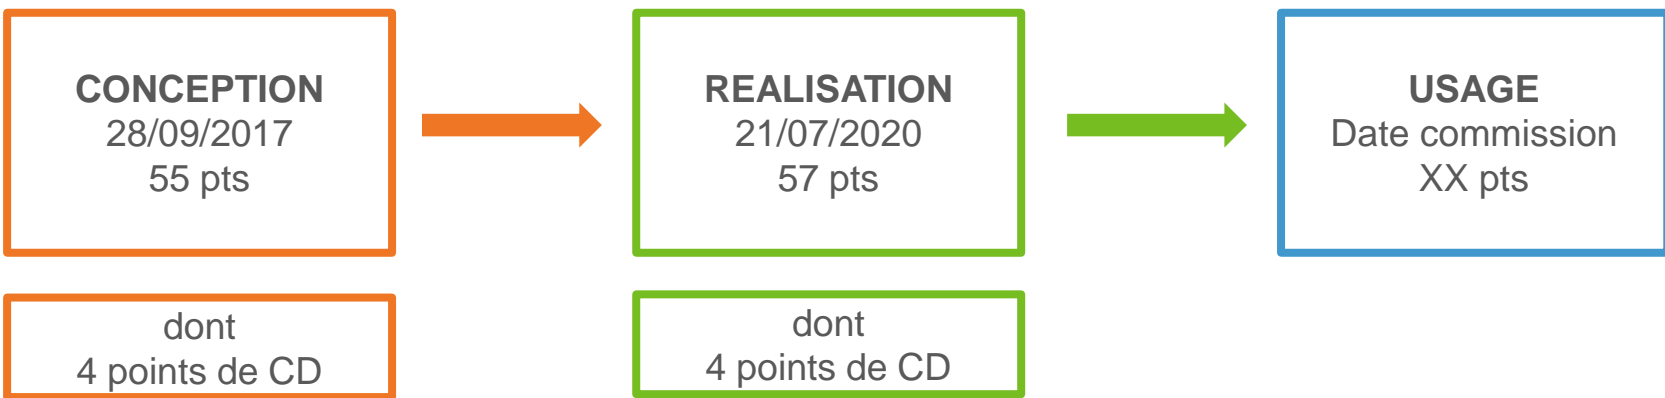 CONCEPTION
28/09/2017
55 pts
REALISATION
21/07/2020
57 pts
USAGE
Date commission
XX pts
dont
4 points de CD
dont
4 points de CD